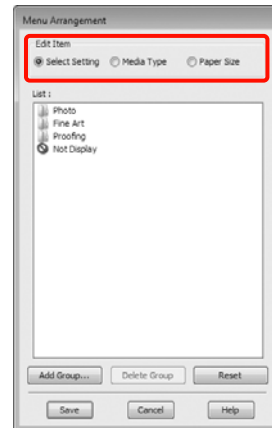 Menu Arrangement
Edit Item
Select Setting Media Type Paper Size
List :
Photo
Fine Art
Proofing
Not Display
Add Group... Delete Group Reset
Save Cancel Help